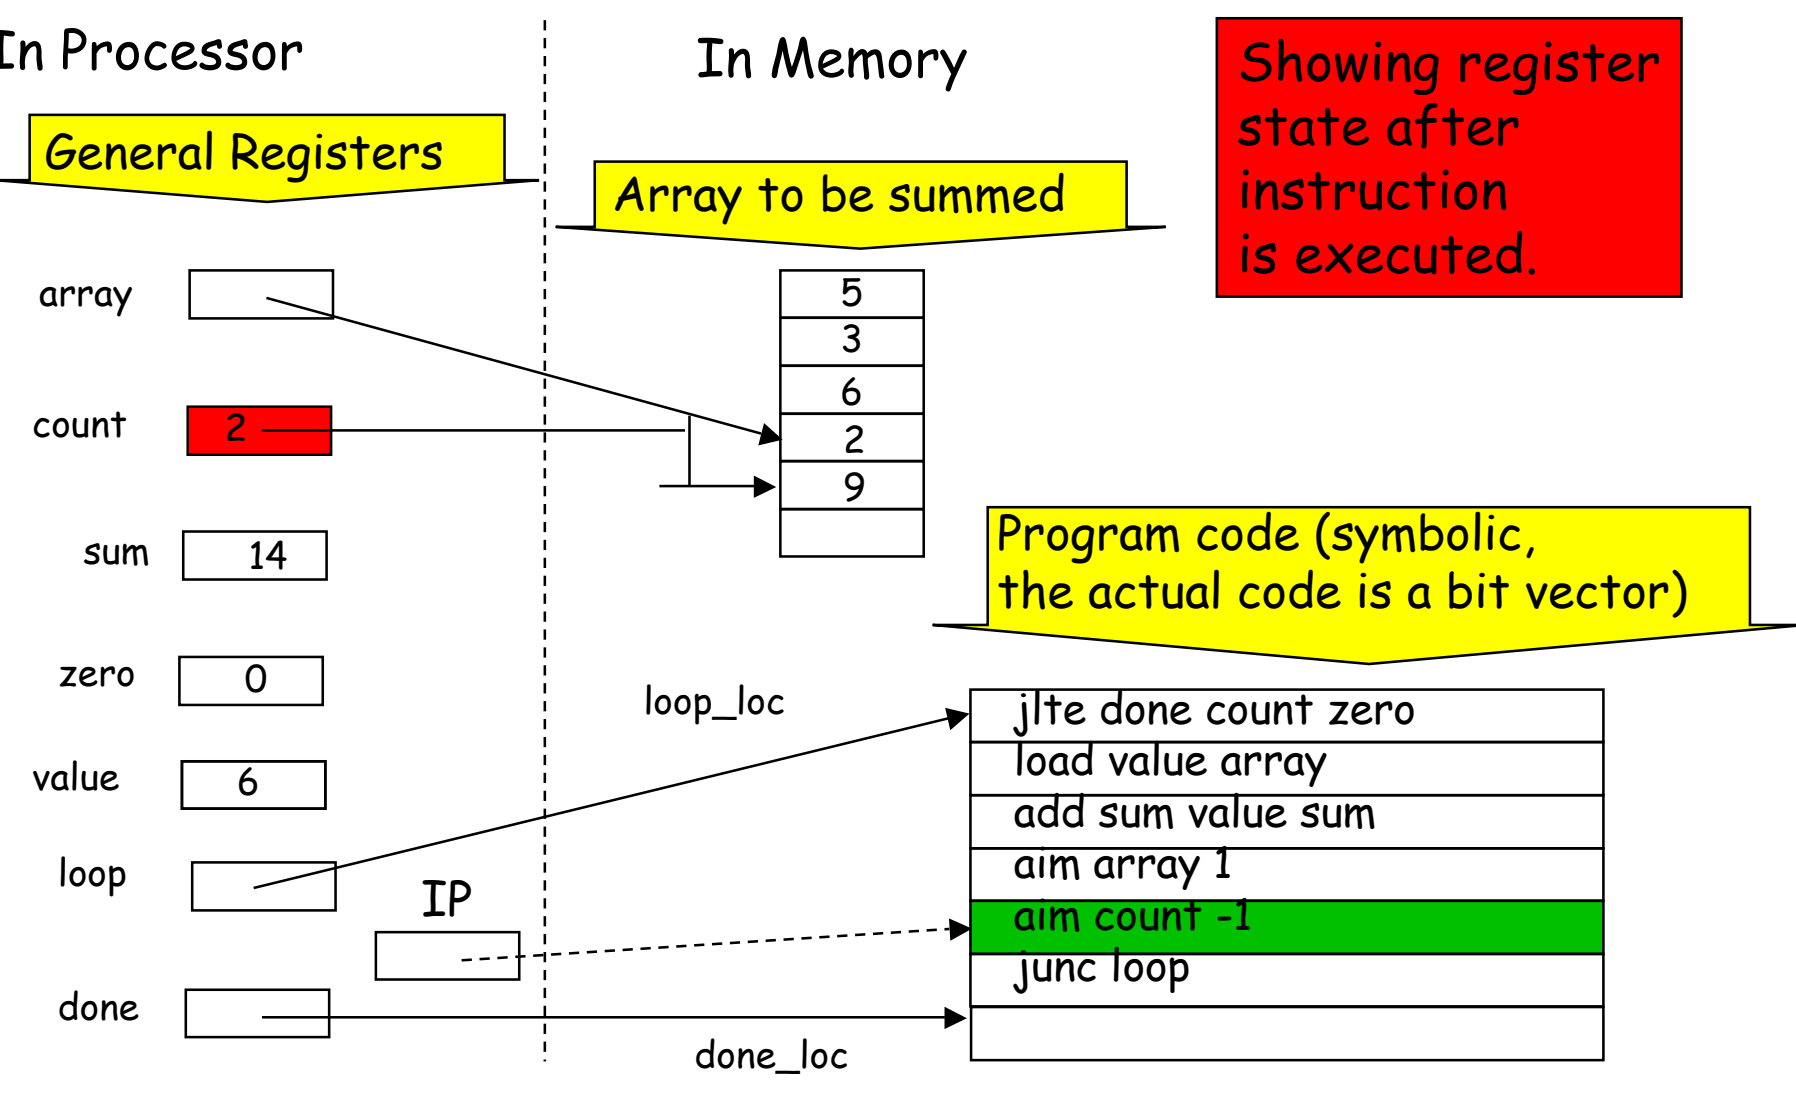 In Processor
In Memory
Showing register
state after
instruction
is executed.
General Registers
Array to be summed
array
5
3
6
2
9
count
2
sum
14
Program code (symbolic,
the actual code is a bit vector)
zero
0
loop_loc
value
6
loop
IP
done
done_loc
jlte done count zero
load value array
add sum value sum
aim array 1
aim count -1
junc loop